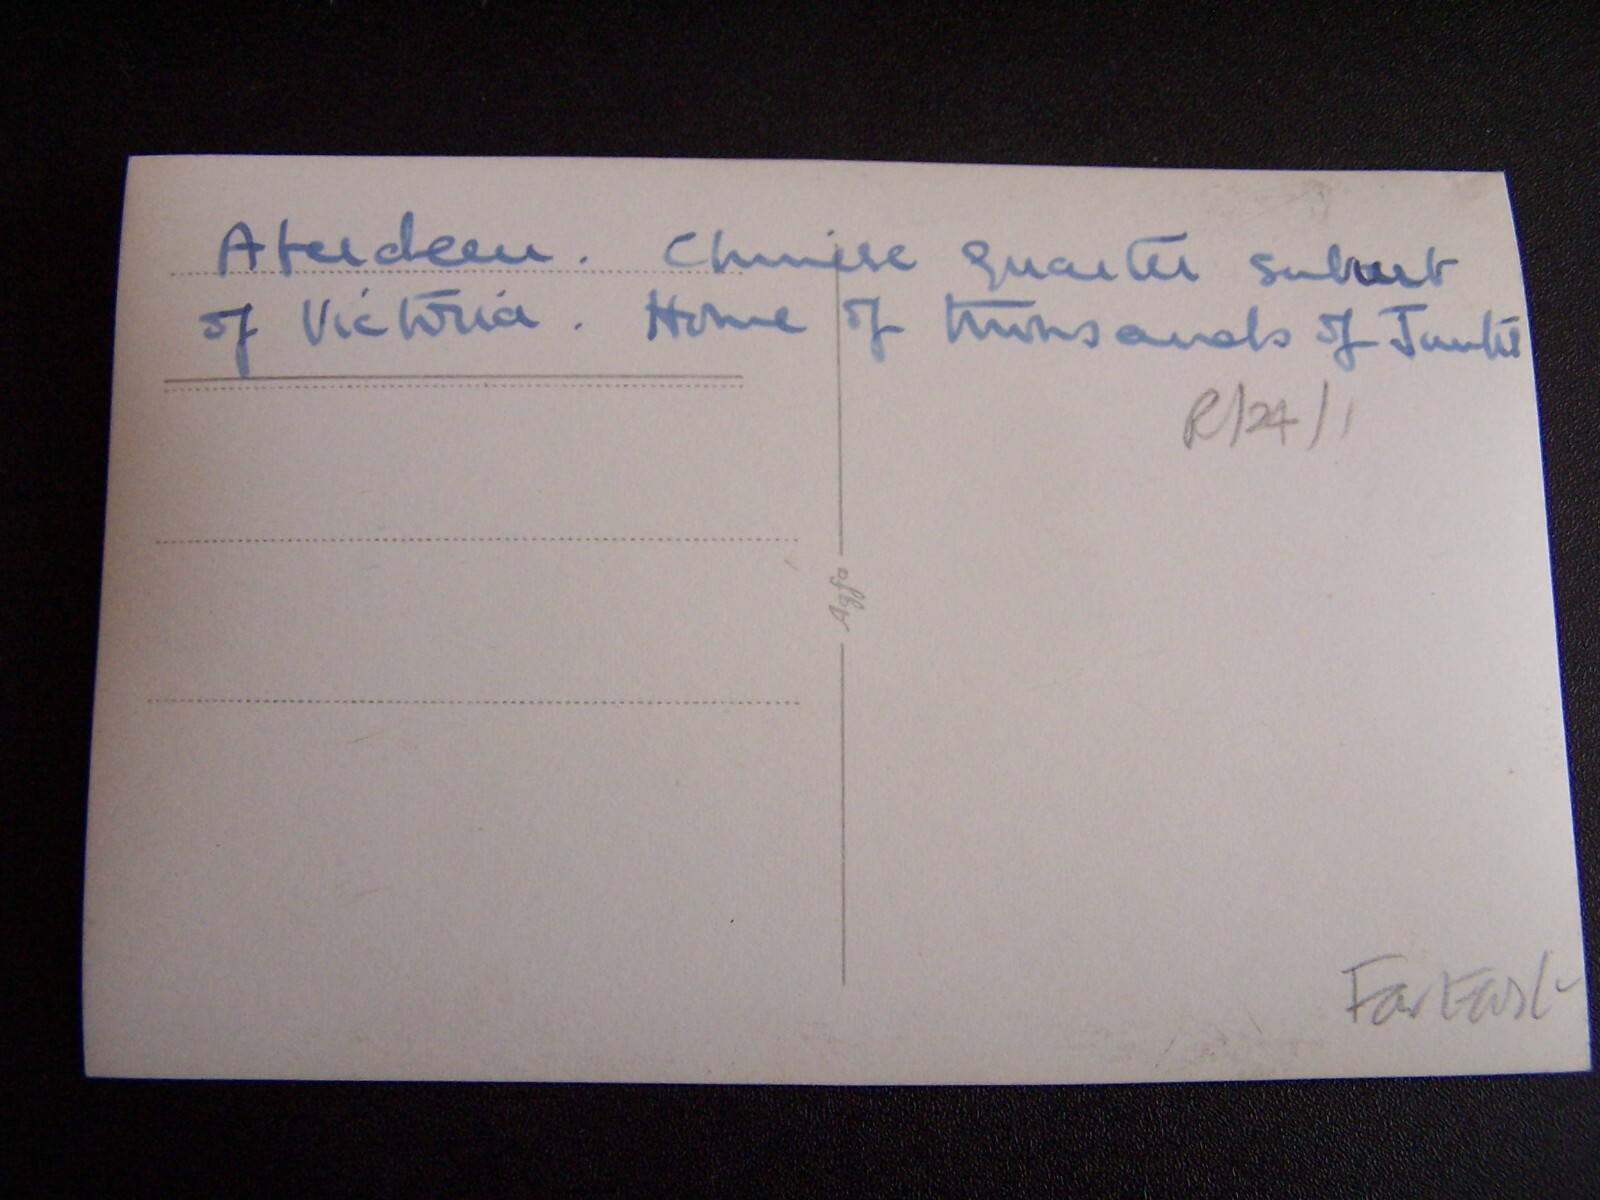 Aberdeen. Chinese quarter suburb
of Victoria. Home of thousands of Junks
R/24/1
Agfa
Far East